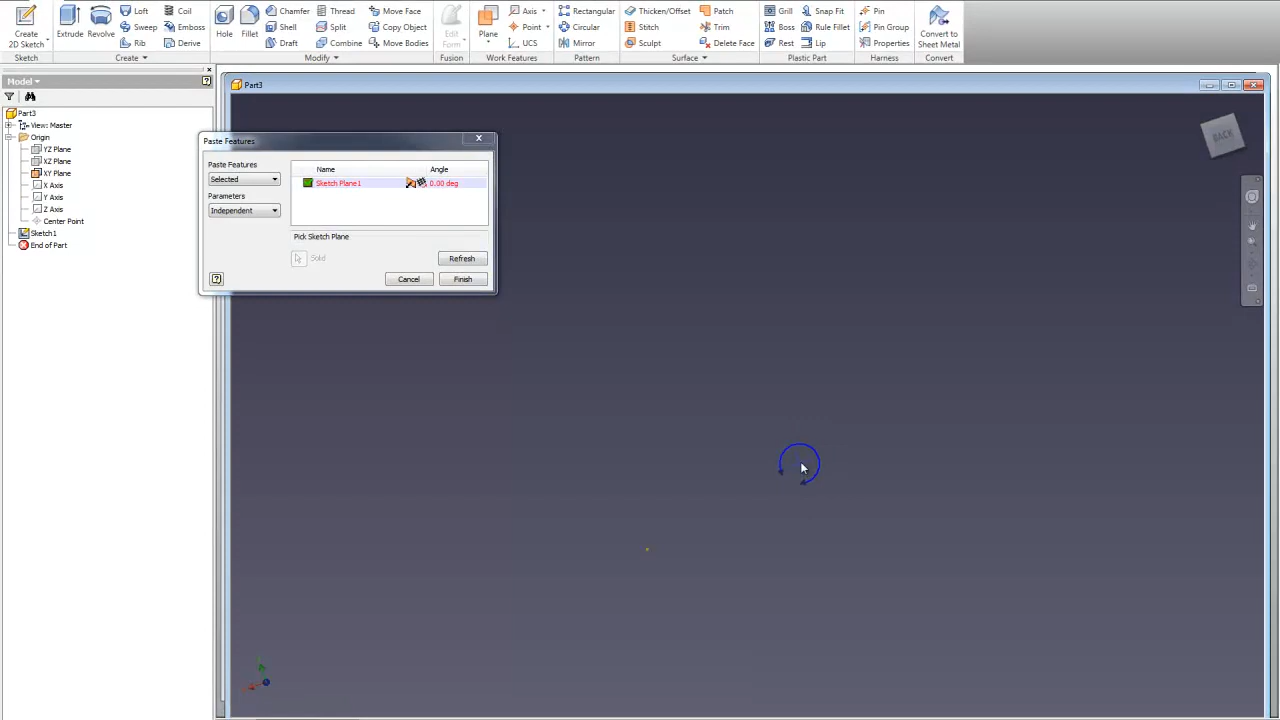 Create
2D Sketch
Sketch
Extrude
Revolve
Loft
Sweep
Rib
Coil
Emboss
Derive
Create
Hole
Fillet
Chamfer
Shell
Draft
Thread
Split
Combine
Move Face
Copy Object
Move Bodies
Modify
Edit
Form
Fusion
Plane
Axis
Point
UCS
Work Features
Rectangular
Circular
Mirror
Pattern
Thicken/Offset
Stitch
Sculpt
Patch
Trim
Delete Face
Surface
Grill
Boss
Rest
Snap Fit
Rule Fillet
Lip
Plastic Part
Pin
Pin Group
Properties
Harness
Convert to
Sheet Metal
Convert
Model
Part3
View: Master
Origin
YZ Plane
XZ Plane
XY Plane
X Axis
Y Axis
Z Axis
Center Point
Sketch1
End of Part
Part3
BACK
Paste Features
Paste Features
Selected
Parameters
Independent
Name Angle
Sketch Plane1 0.00 deg
Pick Sketch Plane
Solid
Refresh
Cancel
Finish